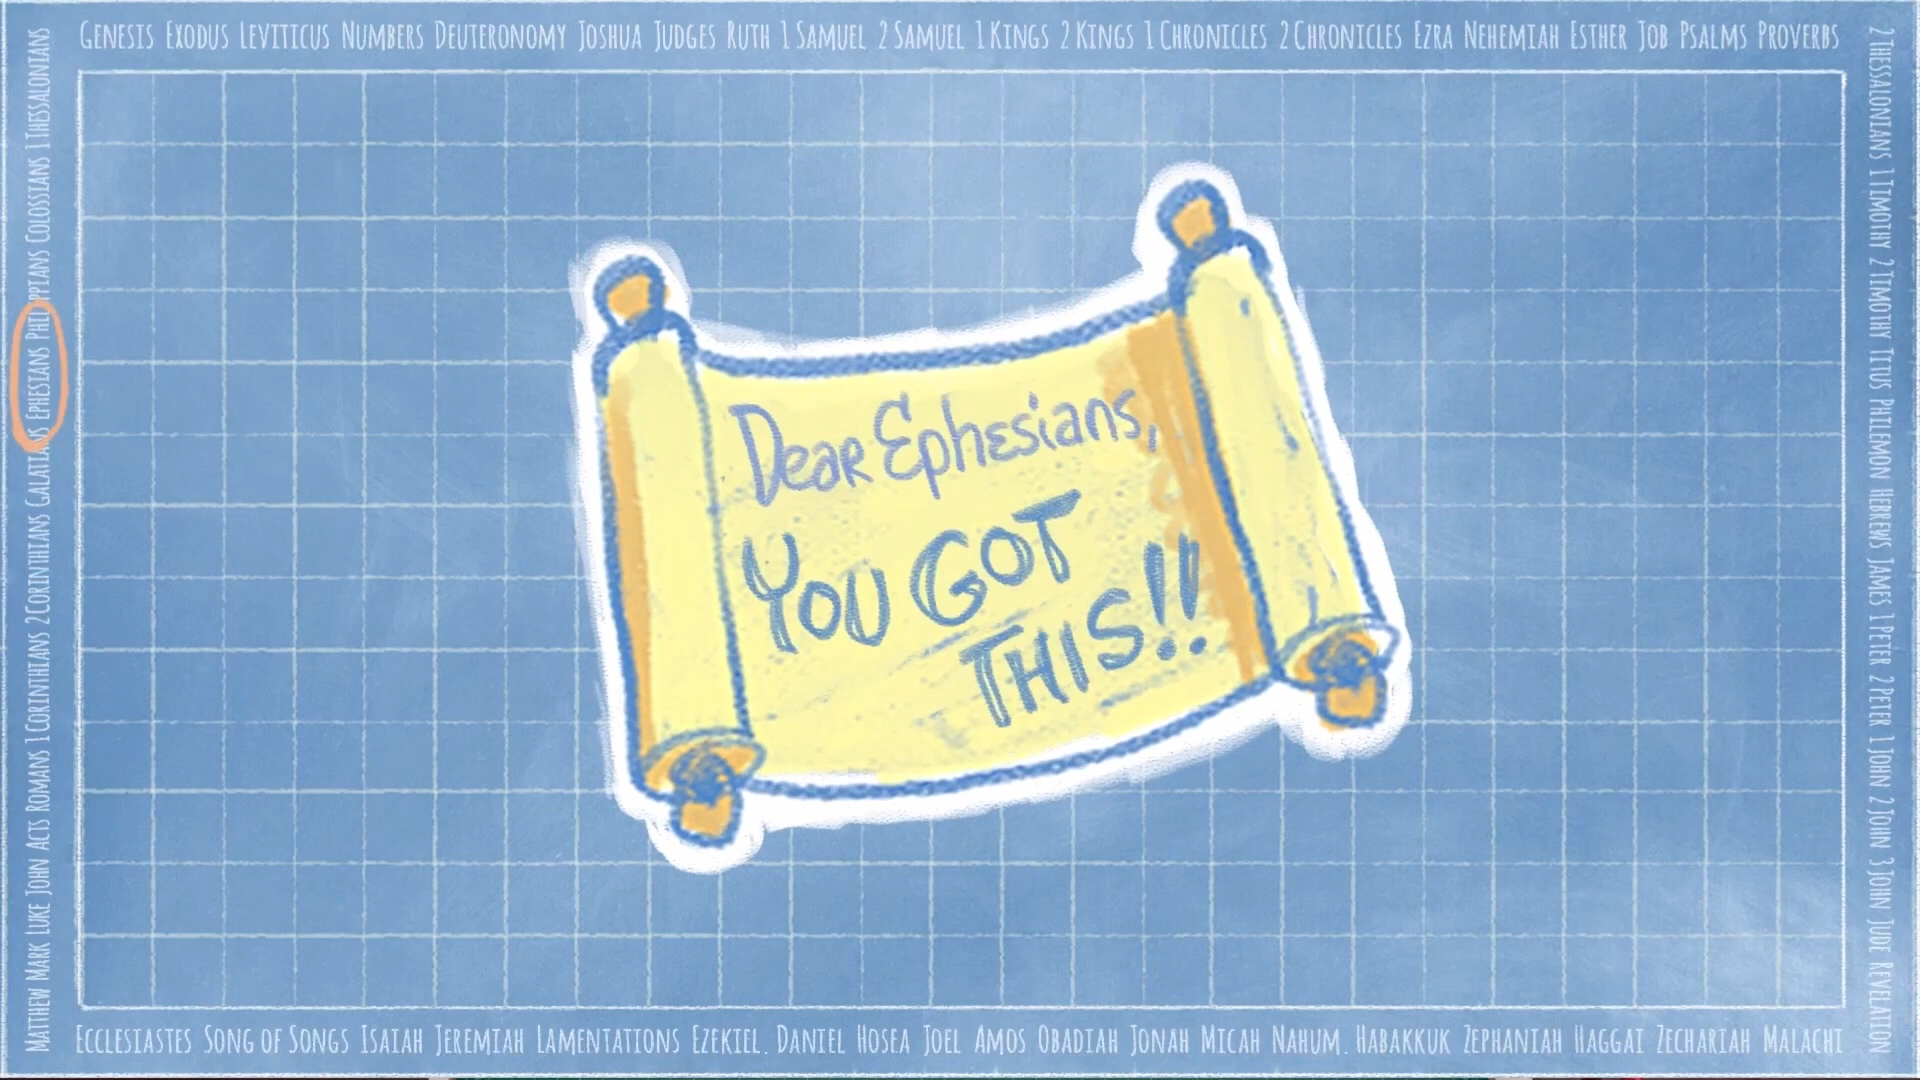 GENESIS EXODUS LEVITICUS NUMBERS DEUTERONOMY JOSHUA JUDGES RUTH 1 SAMUEL 2 SAMUEL 1 KINGS 2 KINGS 1 CHRONICLES 2 CHRONICLES EZRA NEHEMIAH ESTHER JOB PSALMS PROVERBS
Dear Ephesians,
YOU GOT
THIS!!
ECCLESIASTES SONG OF SONGS ISAIAH JEREMIAH LAMENTATIONS EZEKIEL. DANIEL HOSEA JOEL AMOS OBADIAH JONAH MICAH NAHUM. HABAKKUK ZEPHANIAH HAGGAI ZECHARIAH MALACHI
MATTHEW MARK LUKE JOHN ACTS ROMANS 1 CORINTHIANS 2 CORINTHIANS GALATIANS EPHESIANS PHILIPPIANS COLOSSIANS 1 THESSALONIANS
2 THESSALONIANS 1 TIMOTHY 2 TIMOTHY TITUS PHILEMON HEBREWS JAMES 1 PETER 2 PETER 1 JOHN 2 JOHN 3 JOHN JUDE REVELATION